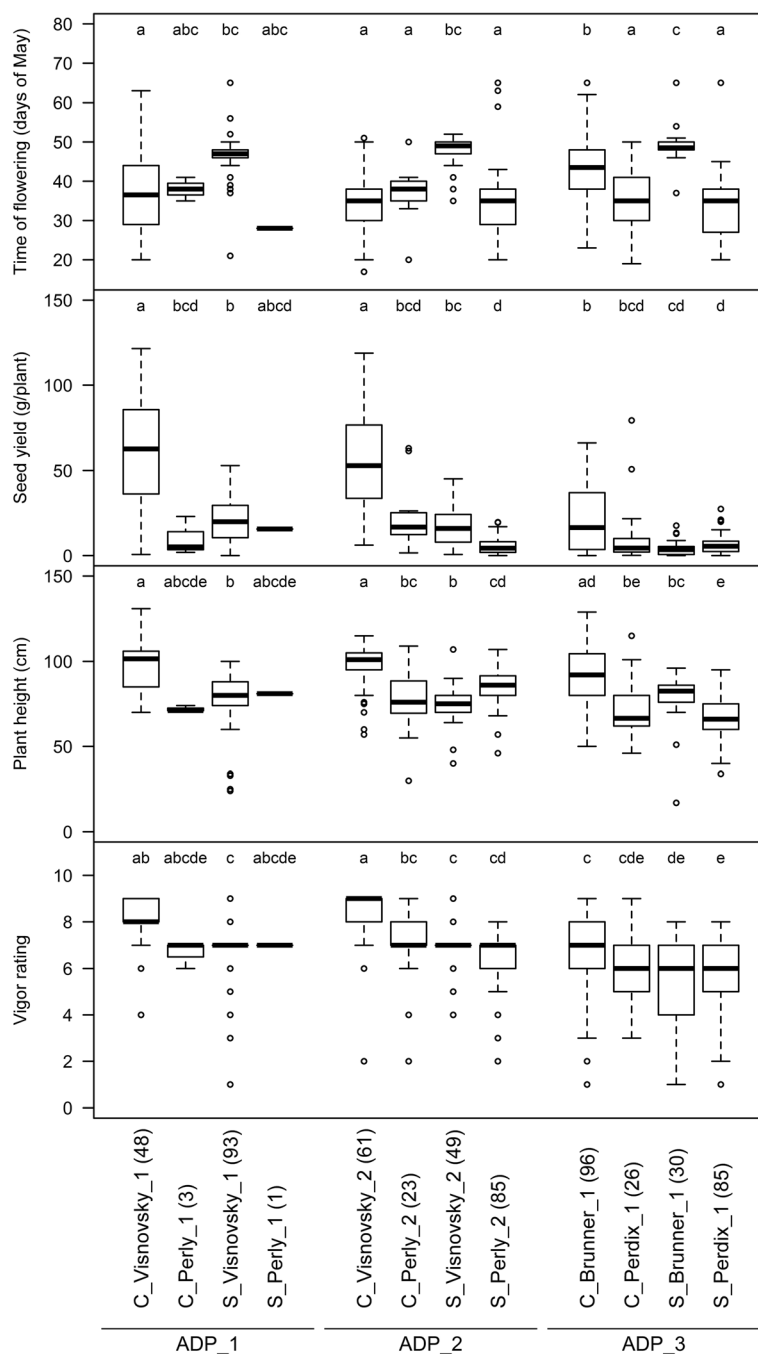 80
70
60
50
40
30
20
Time of flowering (days of May)
a abc bc abc a a bc a b a c a
150
100
50
0
Seed yield (g/plant)
a bcd b abcd a bcd bc d b bcd cd d
150
100
50
0
Plant height (cm)
a abcde b abcde a bc b cd ad be bc e
10
8
6
4
2
0
Vigor rating
ab abcde c abcde a bc c cd c cde de e
C_Visnovsky_1 (48)
C_Perly_1 (3)
S_Visnovsky_1 (93)
S_Perly_1 (1)
C_Visnovsky_2 (61)
C_Perly_2 (23)
S_Visnovsky_2 (49)
S_Perly_2 (85)
C_Brunner_1 (96)
C_Perdix_1 (26)
S_Brunner_1 (30)
S_Perdix_1 (85)
ADP_1 ADP_2 ADP_3